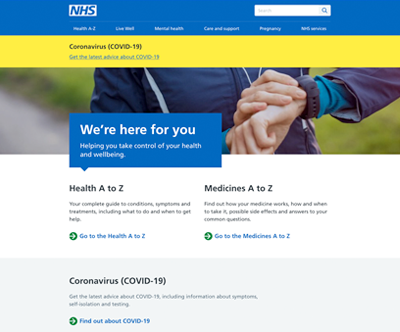 NHS
Search
Health A-Z Live Well Mental health Care and support Pregnancy NHS services
Coronavirus (COVID-19)
Get the latest advice about COVID-19
We're here for you
Helping you take control of your health
and wellbeing.
Health A to Z
Your complete guide to conditions, symptoms and
treatments, including what to do and when to get
help.
Go to the Health A to Z
Medicines A to Z
Find out how your medicine works, how and when
to take it, possible side effects and answers to your
common questions.
Go to the Medicines A to Z
Coronavirus (COVID-19)
Get the latest advice about COVID-19, including information about symptoms,
self-isolation and testing.
Find out about COVID-19